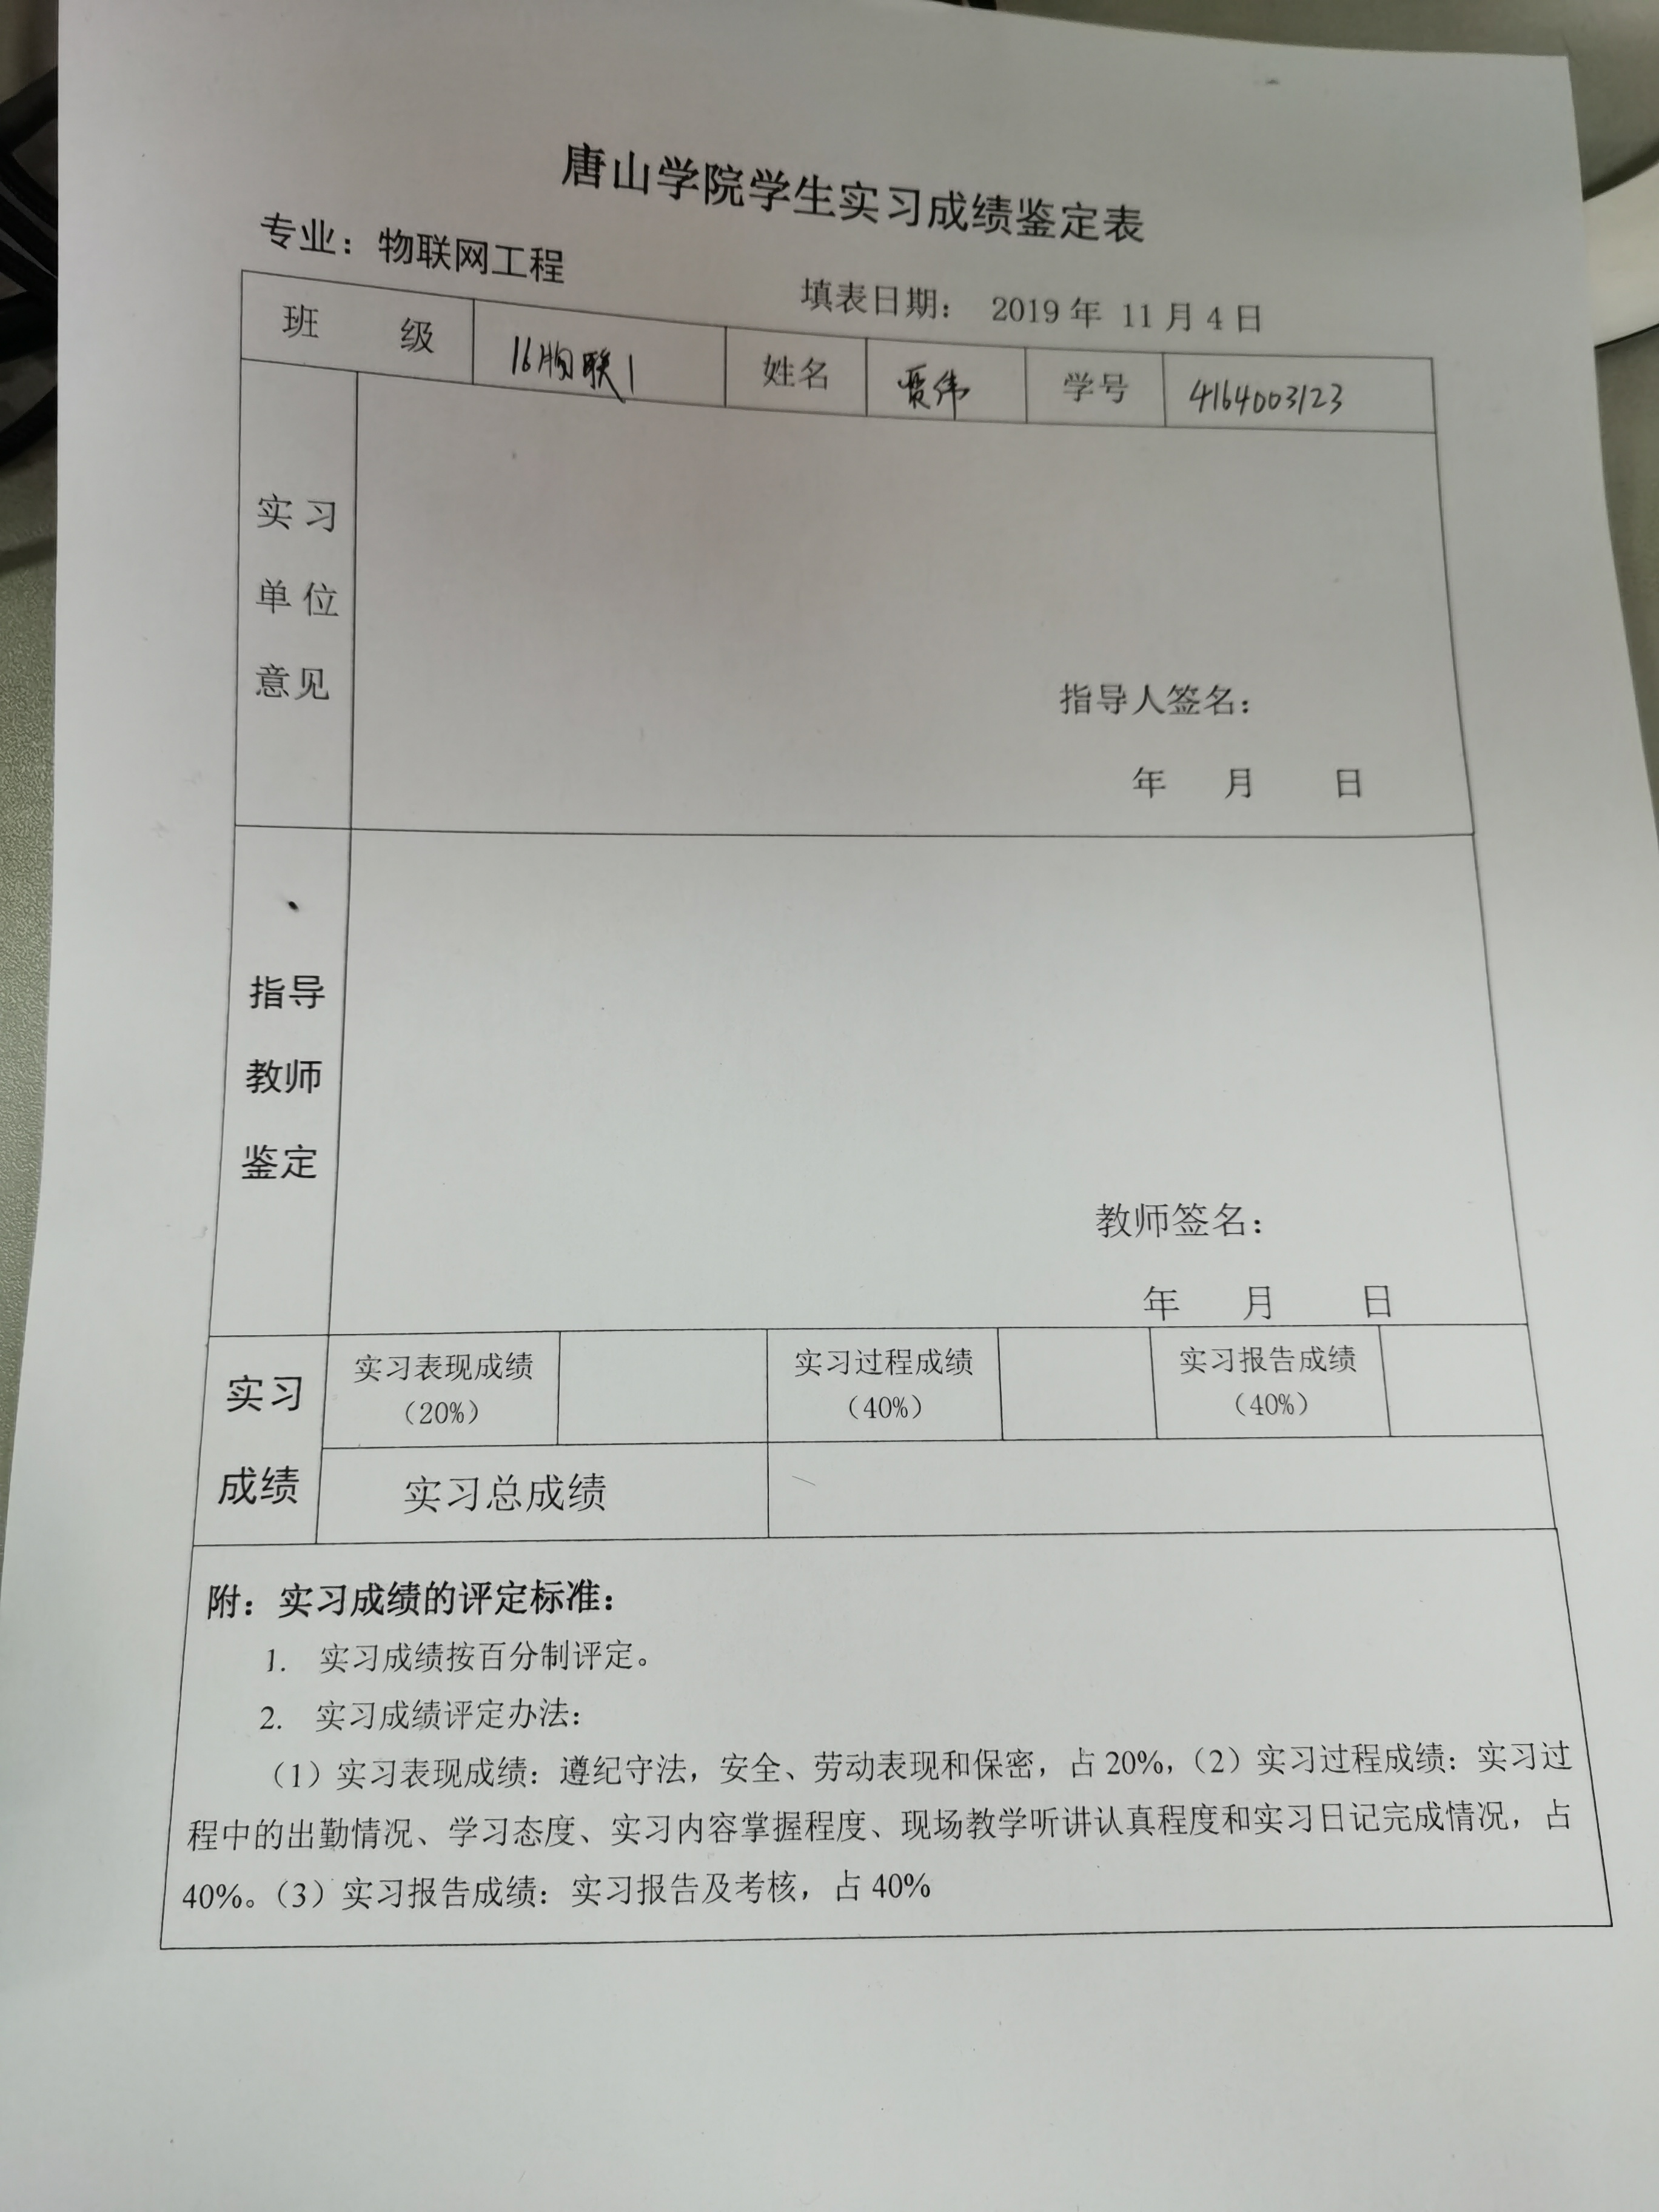 唐山学院学生实习成绩鉴定表
专业：物联网工程
填表日期： 2019 年 11 月 4 日
班 级 16物联1 姓名 贾伟 学号 4164003123
实习
单位
意见
指导人签名：
年 月 日
指导
教师
鉴定
教师签名：
年 月 日
实习
成绩
实习表现成绩
（20%）
实习过程成绩
（40%）
实习报告成绩
（40%）
实习总成绩
附：实习成绩的评定标准：
1. 实习成绩按百分制评定。
2. 实习成绩评定办法：
（1）实习表现成绩：遵纪守法，安全、劳动表现和保密，占 20%，（2）实习过程成绩：实习过
程中的出勤情况、学习态度、实习内容掌握程度、现场教学听讲认真程度和实习日记完成情况，占
40%。（3）实习报告成绩：实习报告及考核，占 40%